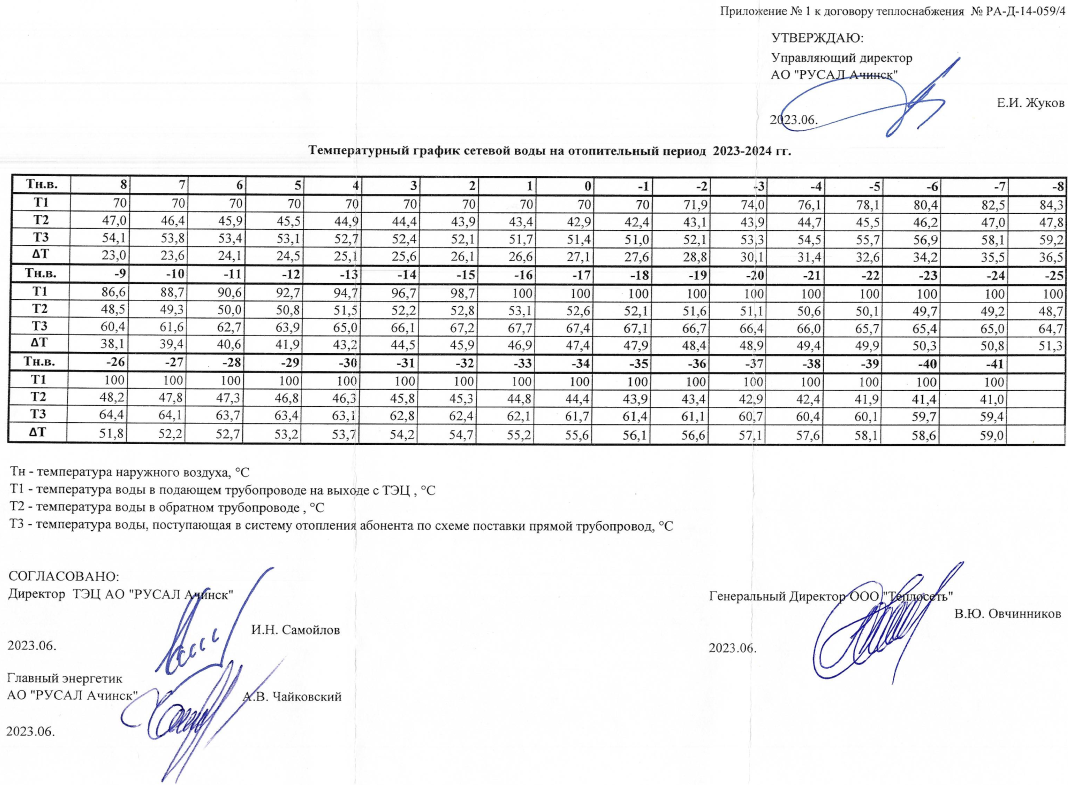 Приложение № 1 к договору теплоснабжения № РА-Д-14-059/4
УТВЕРЖДАЮ:
Управляющий директор
АО "РУСАЛ Ачинск"
Е.И. Жуков
2023.06.
Температурный график сетевой воды на отопительный период 2023-2024 гг.
Тн.в. 8 7 6 5 4 3 2 1 0 -1 -2 -3 -4 -5 -6 -7 -8
Т1 70 70 70 70 70 70 70 70 70 70 71,9 74,0 76,1 78,1 80,4 82,5 84,3
Т2 47,0 46,4 45,9 45,5 44,9 44,4 43,9 43,4 42,9 42,4 43,1 43,9 44,7 45,5 46,2 47,0 47,8
Т3 54,1 53,8 53,4 53,1 52,7 52,4 52,1 51,7 51,4 51,0 52,1 53,3 54,5 55,7 56,9 58,1 59,2
ΔТ 23,0 23,6 24,1 24,5 25,1 25,6 26,1 26,6 27,1 27,6 28,8 30,1 31,4 32,6 34,2 35,5 36,5
Тн.в. -9 -10 -11 -12 -13 -14 -15 -16 -17 -18 -19 -20 -21 -22 -23 -24 -25
Т1 86,6 88,7 90,6 92,7 94,7 96,7 98,7 100 100 100 100 100 100 100 100 100 100
Т2 48,5 49,3 50,0 50,8 51,5 52,2 52,8 53,1 52,6 52,1 51,6 51,1 50,6 50,1 49,7 49,2 48,7
Т3 60,4 61,6 62,7 63,9 65,0 66,1 67,2 67,7 67,4 67,1 66,7 66,4 66,0 65,7 65,4 65,0 64,7
ΔТ 38,1 39,4 40,6 41,9 43,2 44,5 45,9 46,9 47,4 47,9 48,4 48,9 49,4 49,9 50,3 50,8 51,3
Тн.в. -26 -27 -28 -29 -30 -31 -32 -33 -34 -35 -36 -37 -38 -39 -40 -41
Т1 100 100 100 100 100 100 100 100 100 100 100 100 100 100 100 100
Т2 48,2 47,8 47,3 46,8 46,3 45,8 45,3 44,8 44,4 43,9 43,4 42,9 42,4 41,9 41,4 41,0
Т3 64,4 64,1 63,7 63,4 63,1 62,8 62,4 62,1 61,7 61,4 61,1 60,7 60,4 60,1 59,7 59,4
ΔТ 51,8 52,2 52,7 53,2 53,7 54,2 54,7 55,2 55,6 56,1 56,6 57,1 57,6 58,1 58,6 59,0
Тн - температура наружного воздуха, °С
Т1 - температура воды в подающем трубопроводе на выходе с ТЭЦ , °С
Т2 - температура воды в обратном трубопроводе , °С
Т3 - температура воды, поступающая в систему отопления абонента по схеме поставки прямой трубопровод, °С
СОГЛАСОВАНО:
Директор ТЭЦ АО "РУСАЛ Ачинск"
И.Н. Самойлов
2023.06.
Главный энергетик
АО "РУСАЛ Ачинск"
А.В. Чайковский
2023.06.
Генеральный Директор ООО "Теплосеть"
В.Ю. Овчинников
2023.06.